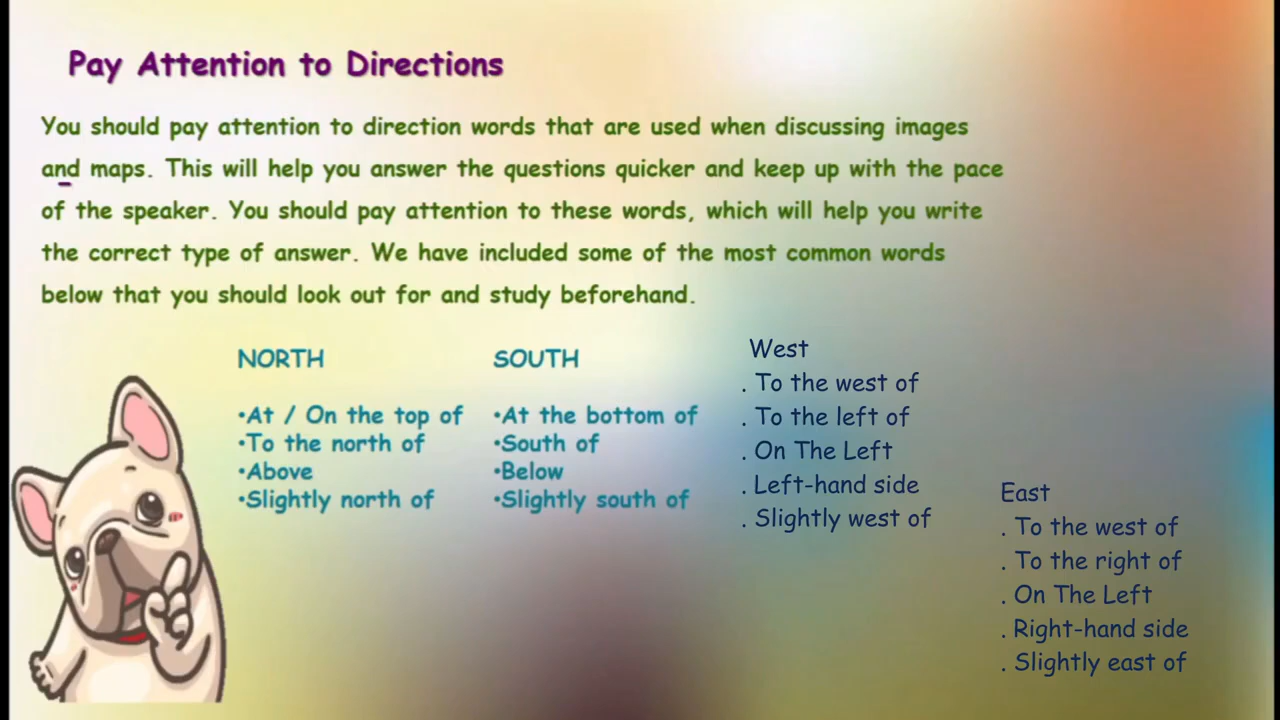 Pay Attention to Directions
You should pay attention to direction words that are used when discussing images
and maps. This will help you answer the questions quicker and keep up with the pace
of the speaker. You should pay attention to these words, which will help you write
the correct type of answer. We have included some of the most common words
below that you should look out for and study beforehand.
NORTH
•At / On the top of
•To the north of
•Above
•Slightly north of
SOUTH
•At the bottom of
•South of
•Below
•Slightly south of
West
. To the west of
. To the left of
. On The Left
. Left-hand side
. Slightly west of
East
. To the west of
. To the right of
. On The Left
. Right-hand side
. Slightly east of